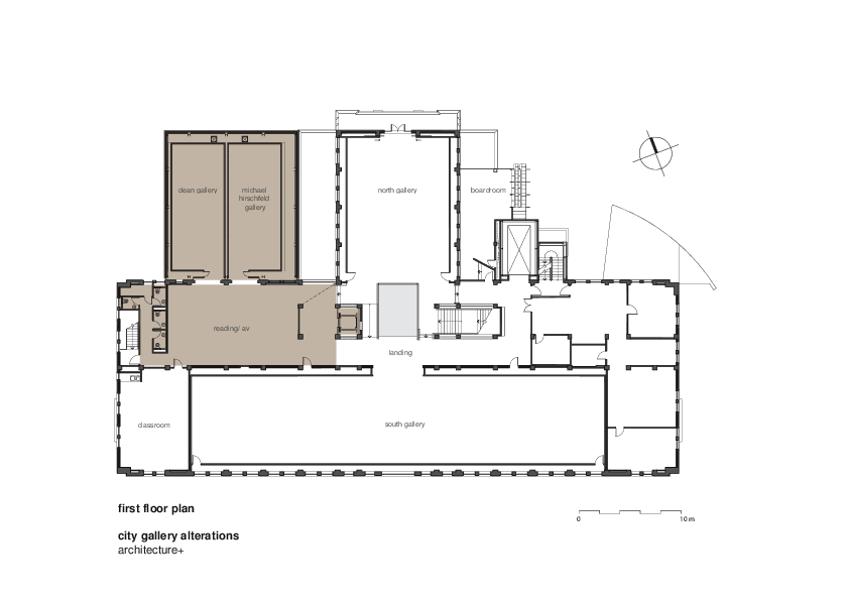 dean gallery
michael
hirschfeld
gallery
north gallery
boardroom
reading/ av
landing
classroom
south gallery
first floor plan
0
10 m
city gallery alterations
architecture+